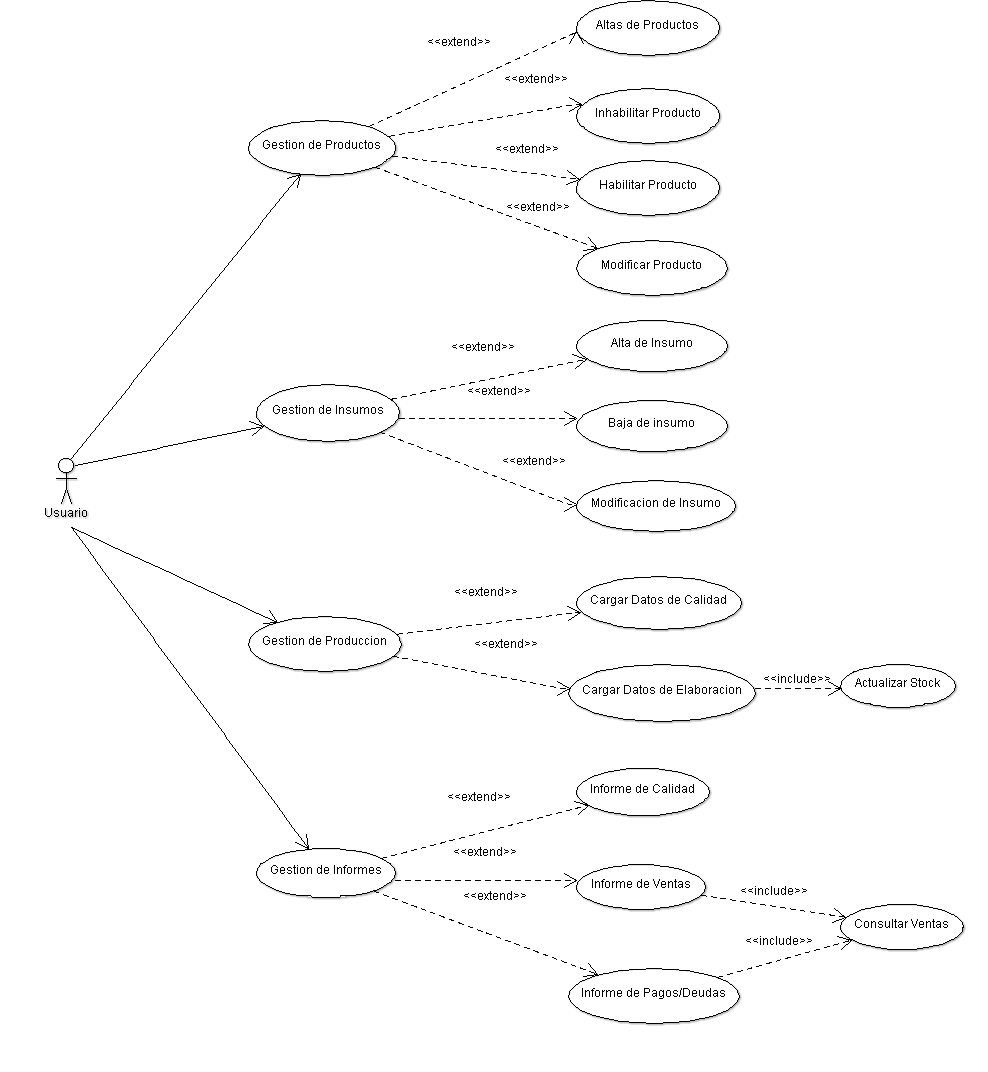 Altas de Productos
<<extend>>
<<extend>>
Inhabilitar Producto
Gestion de Productos
<<extend>>
Habilitar Producto
<<extend>>
Modificar Producto
Alta de Insumo
<<extend>>
<<extend>>
Gestion de Insumos
Baja de insumo
<<extend>>
Modificacion de Insumo
Usuario
<<extend>>
Cargar Datos de Calidad
Gestion de Produccion
<<extend>>
Cargar Datos de Elaboracion
<<include>>
Actualizar Stock
Informe de Calidad
<<extend>>
<<extend>>
Gestion de Informes
Informe de Ventas
<<include>>
<<extend>>
Consultar Ventas
<<include>>
Informe de Pagos/Deudas